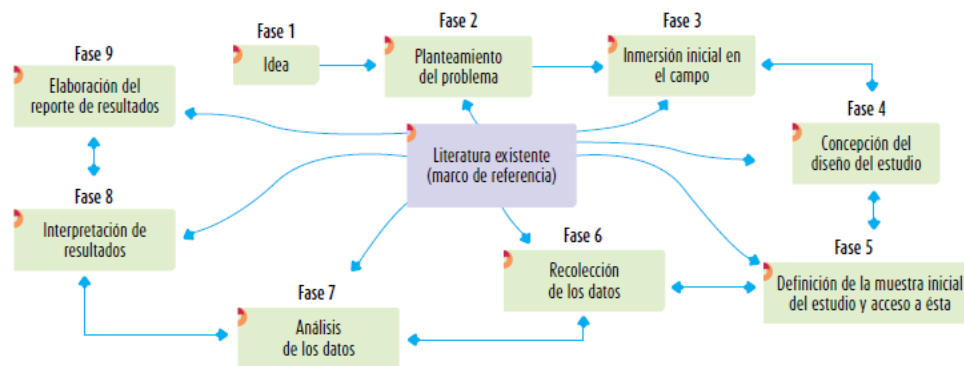 Fase 1
Idea
Fase 2
Planteamiento
del problema
Fase 3
Inmersión inicial en
el campo
Fase 4
Concepción del
diseño del estudio
Fase 5
Definición de la muestra inicial
del estudio y acceso a ésta
Fase 6
Recolección
de los datos
Fase 7
Análisis
de los datos
Fase 8
Interpretación de
resultados
Fase 9
Elaboración del
reporte de resultados
Literatura existente
(marco de referencia)